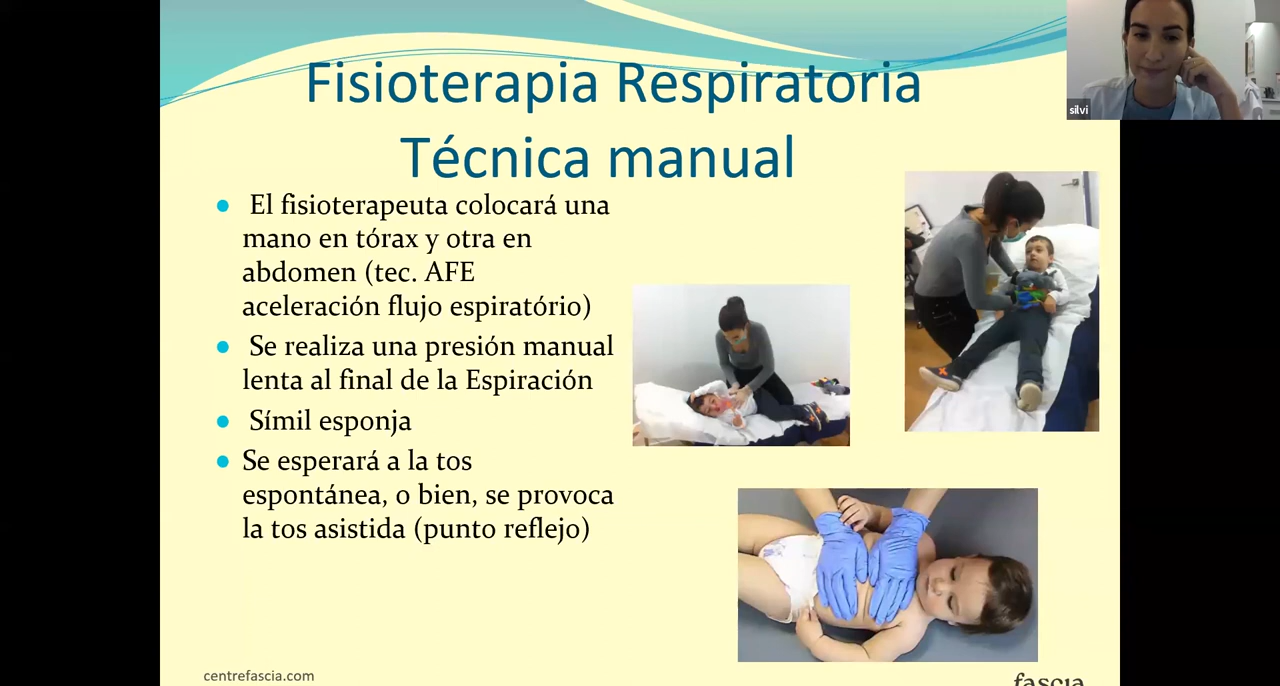 silvi
Fisioterapia Respiratoria
Técnica manual
El fisioterapeuta colocará una
mano en tórax y otra en
abdomen (tec. AFE
aceleración flujo espiratório)
Se realiza una presión manual
lenta al final de la Espiración
Símil esponja
Se esperará a la tos
espontánea, o bien, se provoca
la tos asistida (punto reflejo)
centrefascia.com
fascia